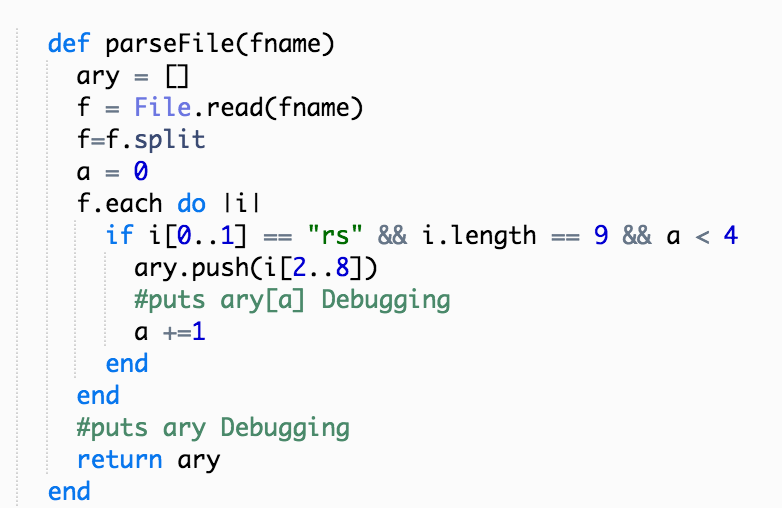 def parseFile(fname)
  ary = []
  f = File.read(fname)
  f=f.split
  a = 0
  f.each do |i|
    if i[0..1] == "rs" && i.length == 9 && a < 4
      ary.push(i[2..8])
      #puts ary[a] Debugging
      a +=1
    end
  end
  #puts ary Debugging
  return ary
end